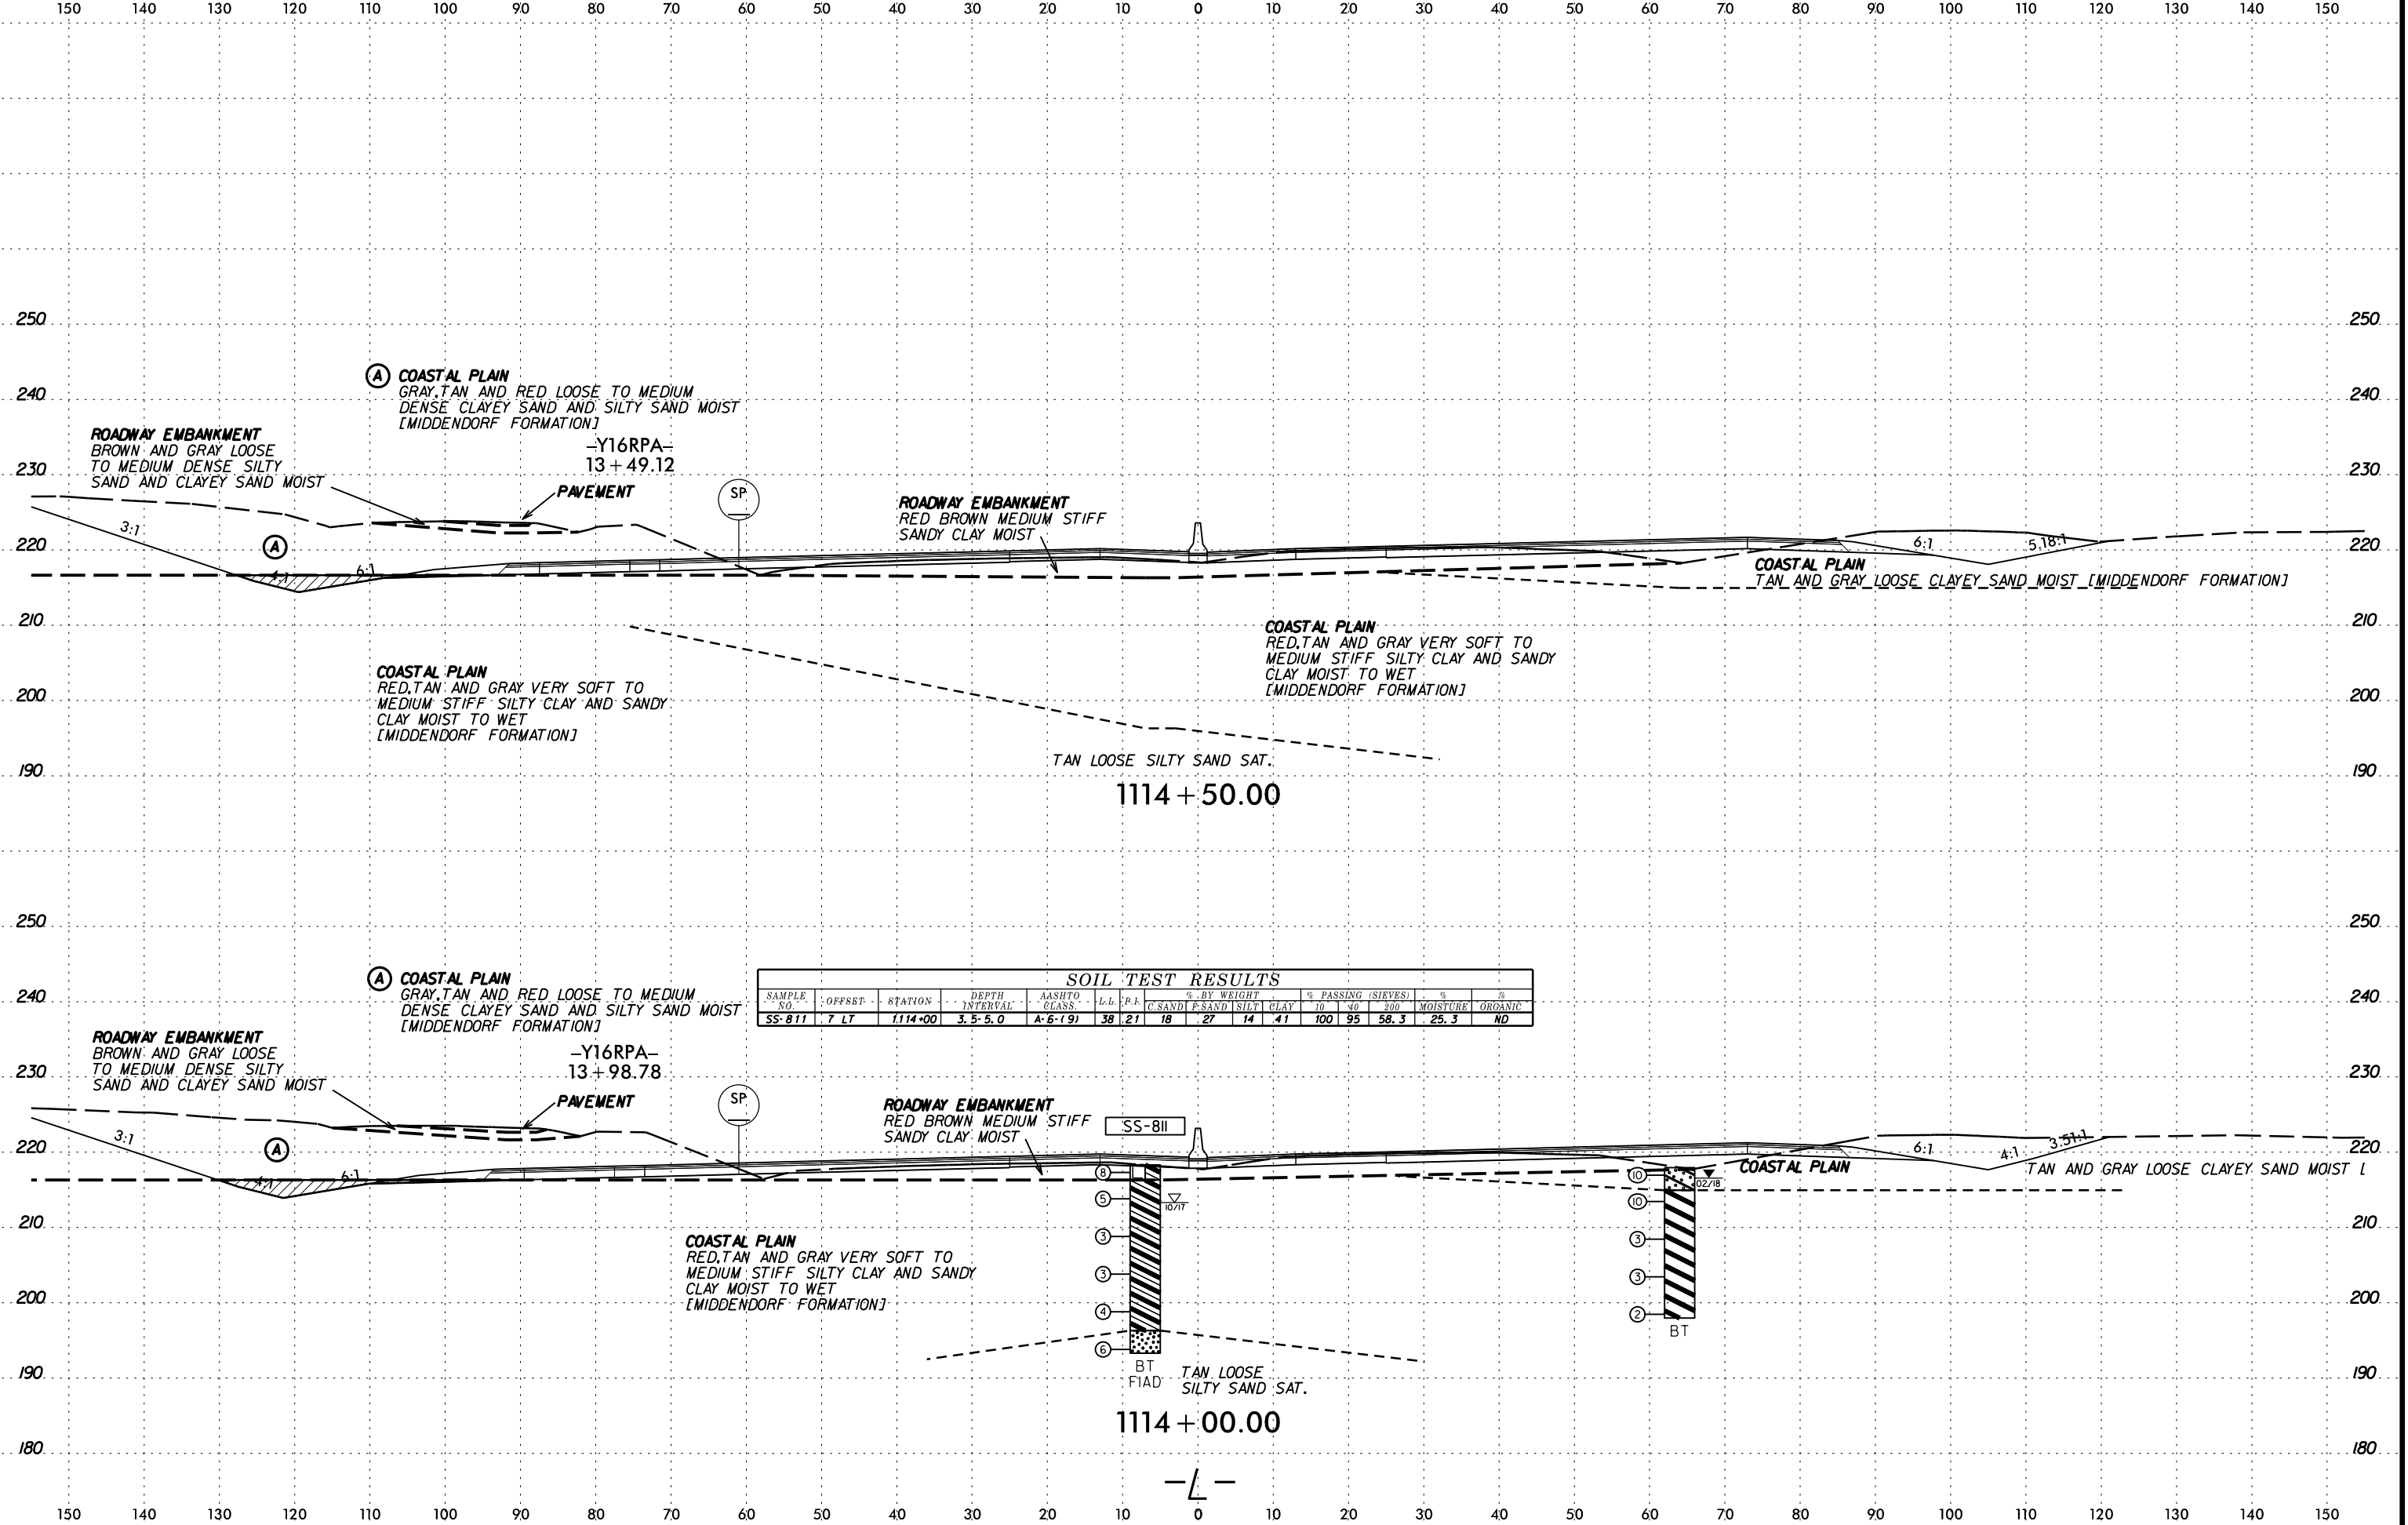 150 140 130 120 110 100 90 80 70 60 50 40 30 20 10 0 10 20 30 40 50 60 70 80 90 100 110 120 130 140 150
250 250
A COASTAL PLAIN
GRAY,TAN AND RED LOOSE TO MEDIUM
DENSE CLAYEY SAND AND SILTY SAND MOIST
[MIDDENDORF FORMATION]
240 240
ROADWAY EMBANKMENT
BROWN AND GRAY LOOSE
TO MEDIUM DENSE SILTY
SAND AND CLAYEY SAND MOIST
-Y16RPA-
13+49.12
230 230
PAVEMENT
SP
ROADWAY EMBANKMENT
RED BROWN MEDIUM STIFF
SANDY CLAY MOIST
3:1
A
220 220
4:1 6:1
6:1 5.18:1
COASTAL PLAIN
TAN AND GRAY LOOSE CLAYEY SAND MOIST [MIDDENDORF FORMATION]
210 210
COASTAL PLAIN
RED,TAN AND GRAY VERY SOFT TO
MEDIUM STIFF SILTY CLAY AND SANDY
CLAY MOIST TO WET
[MIDDENDORF FORMATION]
COASTAL PLAIN
RED,TAN AND GRAY VERY SOFT TO
MEDIUM STIFF SILTY CLAY AND SANDY
CLAY MOIST TO WET
[MIDDENDORF FORMATION]
200 200
TAN LOOSE SILTY SAND SAT.
190 190
1114+50.00
250 250
A COASTAL PLAIN
GRAY,TAN AND RED LOOSE TO MEDIUM
DENSE CLAYEY SAND AND SILTY SAND MOIST
[MIDDENDORF FORMATION]
SOIL TEST RESULTS
SAMPLE NO. OFFSET STATION DEPTH INTERVAL AASHTO CLASS. L.L. P.I. % BY WEIGHT % PASSING (SIEVES) % MOISTURE % ORGANIC
C.SAND F.SAND SILT CLAY 10 40 200
SS-811 7 LT 1114+00 3.5-5.0 A-6-(9) 38 21 18 27 14 41 100 95 58.3 25.3 ND
240 240
ROADWAY EMBANKMENT
BROWN AND GRAY LOOSE
TO MEDIUM DENSE SILTY
SAND AND CLAYEY SAND MOIST
-Y16RPA-
13+98.78
230 230
PAVEMENT
SP
ROADWAY EMBANKMENT
RED BROWN MEDIUM STIFF
SANDY CLAY MOIST
SS-811
3:1
A
220 220
4:1 6:1
6:1 4:1 3.51:1
COASTAL PLAIN
TAN AND GRAY LOOSE CLAYEY SAND MOIST [
8
10
02/18
5
10/17
10
210 210
3
3
COASTAL PLAIN
RED,TAN AND GRAY VERY SOFT TO
MEDIUM STIFF SILTY CLAY AND SANDY
CLAY MOIST TO WET
[MIDDENDORF FORMATION]
3
3
200 200
4
2
BT
6
BT
FIAD
TAN LOOSE
SILTY SAND SAT.
190 190
1114+00.00
180 180
-L-
150 140 130 120 110 100 90 80 70 60 50 40 30 20 10 0 10 20 30 40 50 60 70 80 90 100 110 120 130 140 150